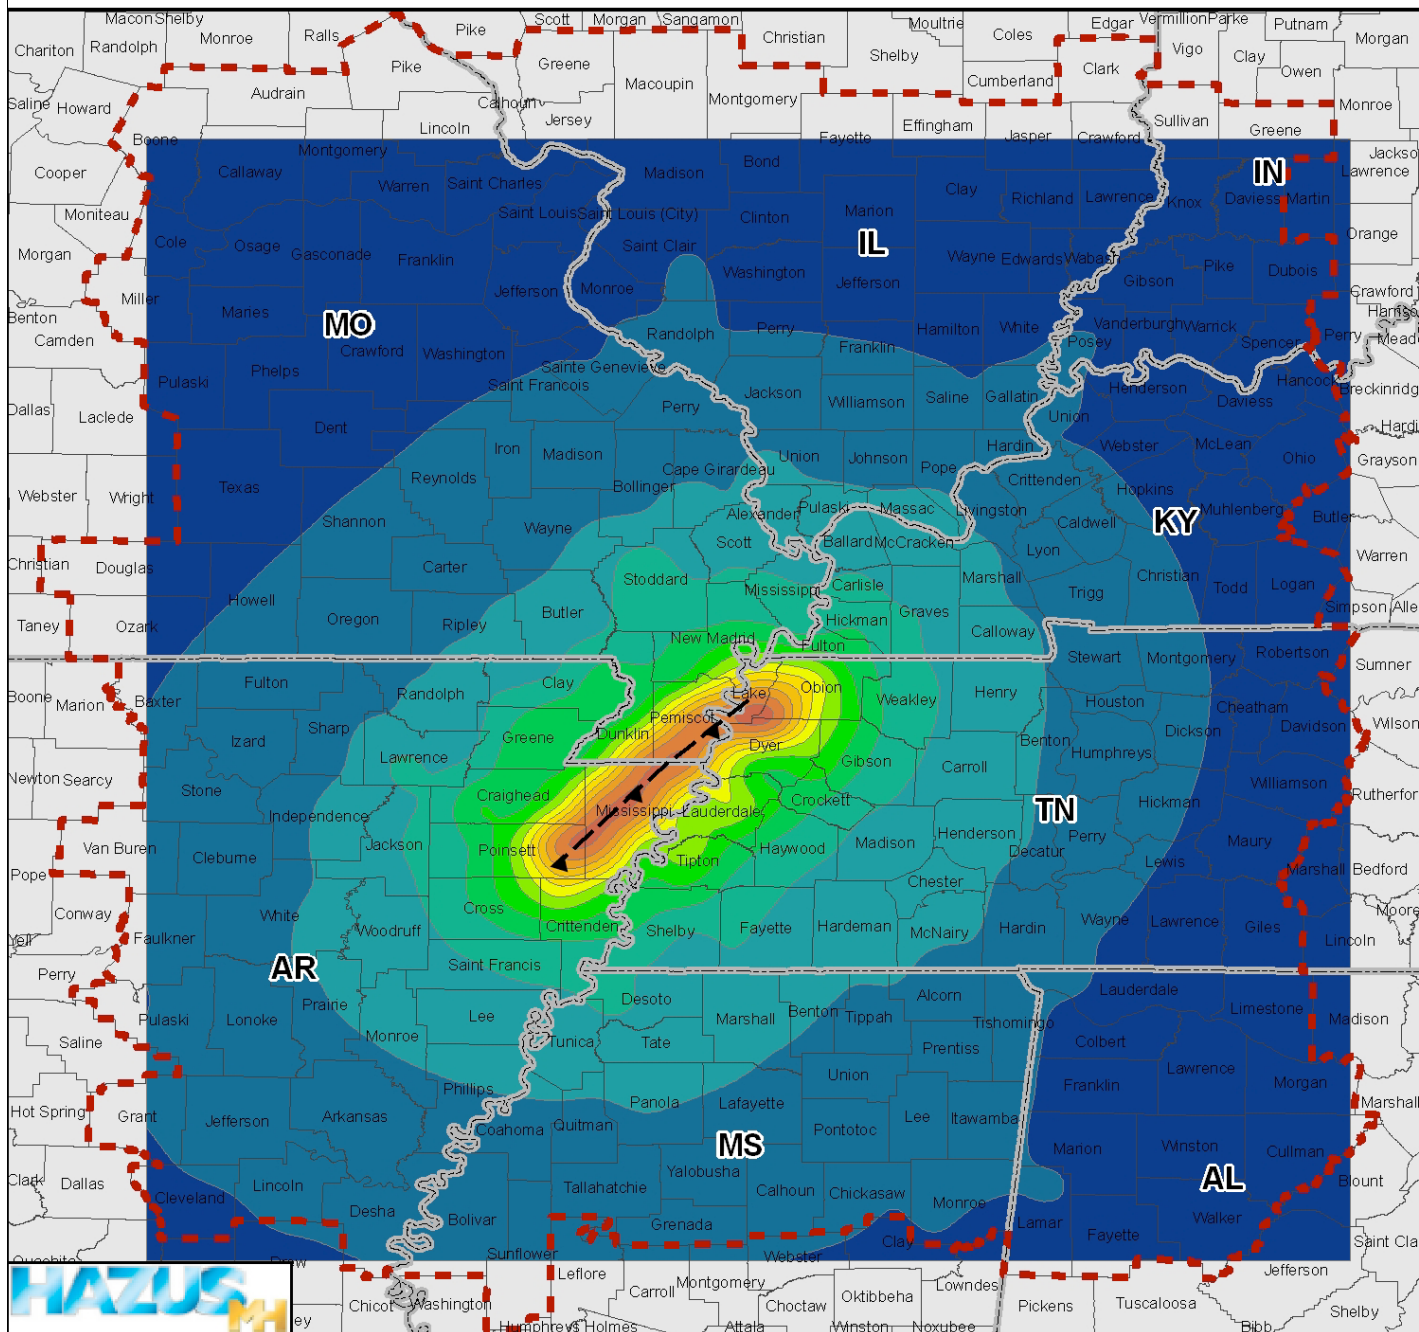 Macon Shelby Pike Scott Morgan Sangamon Moultrie Edgar Vermillion Parke Putnam
Chariton Randolph Monroe Ralls Christian Coles Vigo Morgan
Pike Greene Macoupin Shelby Clark Clay Owen
Saline Howard Audrain Calhoun Montgomery Cumberland Monroe
Boone Lincoln Jersey Fayette Effingham Jasper Crawford Sullivan Greene
Cooper Callaway Montgomery Warren Saint Charles Madison Bond IN Lawrence
Moniteau Saint Louis Saint Louis (City) Clinton Marion Clay Richland Lawrence Knox Daviess Martin
Morgan Cole Osage Gasconade Franklin Saint Clair IL Wayne Edwards Wabash Pike Dubois Orange
Miller Maries Jefferson Monroe Washington Jefferson Gibson Crawford
Benton Camden MO Crawford Washington Randolph Perry Franklin Hamilton White Posey Vanderburgh Warrick Spencer Perry
Pulaski Phelps Sainte Genevieve Saint Francois Henderson Hancock
Dallas Laclede Dent Iron Madison Perry Jackson Williamson Saline Gallatin Union Daviess Breckinridge
Webster Wright Texas Reynolds Bollinger Cape Girardeau Union Johnson Pope Hardin Crittenden Webster McLean Ohio Grayson
Shannon Wayne Scott Alexander Pulaski Massac Livingston Caldwell Hopkins KY Muhlenberg Butler
Christian Douglas Carter Stoddard Ballard McCracken Lyon Warren
Howell Mississippi Carlisle Marshall Trigg Christian Todd Logan
Taney Ozark Oregon Ripley Butler New Madrid Hickman Graves Calloway Simpson Allen
Fulton Stewart Montgomery Robertson Sumner
Boone Marion Baxter Fulton Randolph Clay Lake Obion Weakley Henry Houston Cheatham
Izard Sharp Greene Dunklin Pemiscot Dyer Benton Humphreys Dickson Davidson Wilson
Newton Searcy Stone Lawrence Gibson Carroll Williamson
Independence Craighead Mississippi Lauderdale Crockett TN Hickman Rutherford
Van Buren Cleburne Jackson Poinsett Tipton Haywood Madison Henderson Decatur Perry Lewis Maury
Pope Chester Marshall Bedford
Conway White Cross Crittenden Shelby Fayette Hardeman McNairy Hardin Wayne Lawrence Giles Moore
Yell Faulkner Woodruff Lincoln
Perry AR Saint Francis
Pulaski Lonoke Prairie Lee Desoto Marshall Benton Tippah Alcorn Tishomingo Lauderdale Limestone Madison
Saline Monroe Tunica Tate Prentiss Colbert
Hot Spring Grant Phillips Panola Lafayette Union Franklin Lawrence Morgan Marshall
Jefferson Arkansas Coahoma Quitman MS Pontotoc Lee Itawamba
Clark Dallas Yalobusha Marion Winston Cullman
Cleveland Lincoln Tallahatchie Calhoun Chickasaw Monroe AL Blount
Desha Bolivar Grenada Lamar Walker
Sunflower Webster Clay Fayette Saint Cla
HAZUS Leflore Montgomery Lowndes Jefferson
MH Chicot Washington Carroll Choctaw Oktibbeha Pickens Tuscaloosa Shelby
Humphreys Holmes Attala Winston Noxubee Bibb